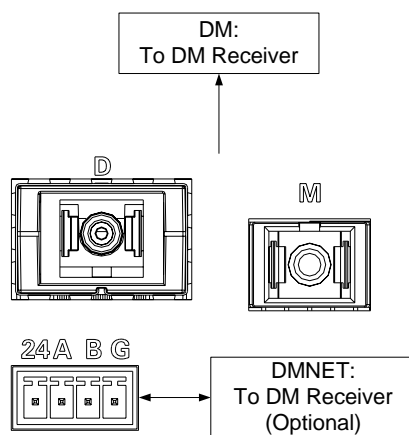 DM:
To DM Receiver
D
M
24 A B G
DMNET:
To DM Receiver
(Optional)